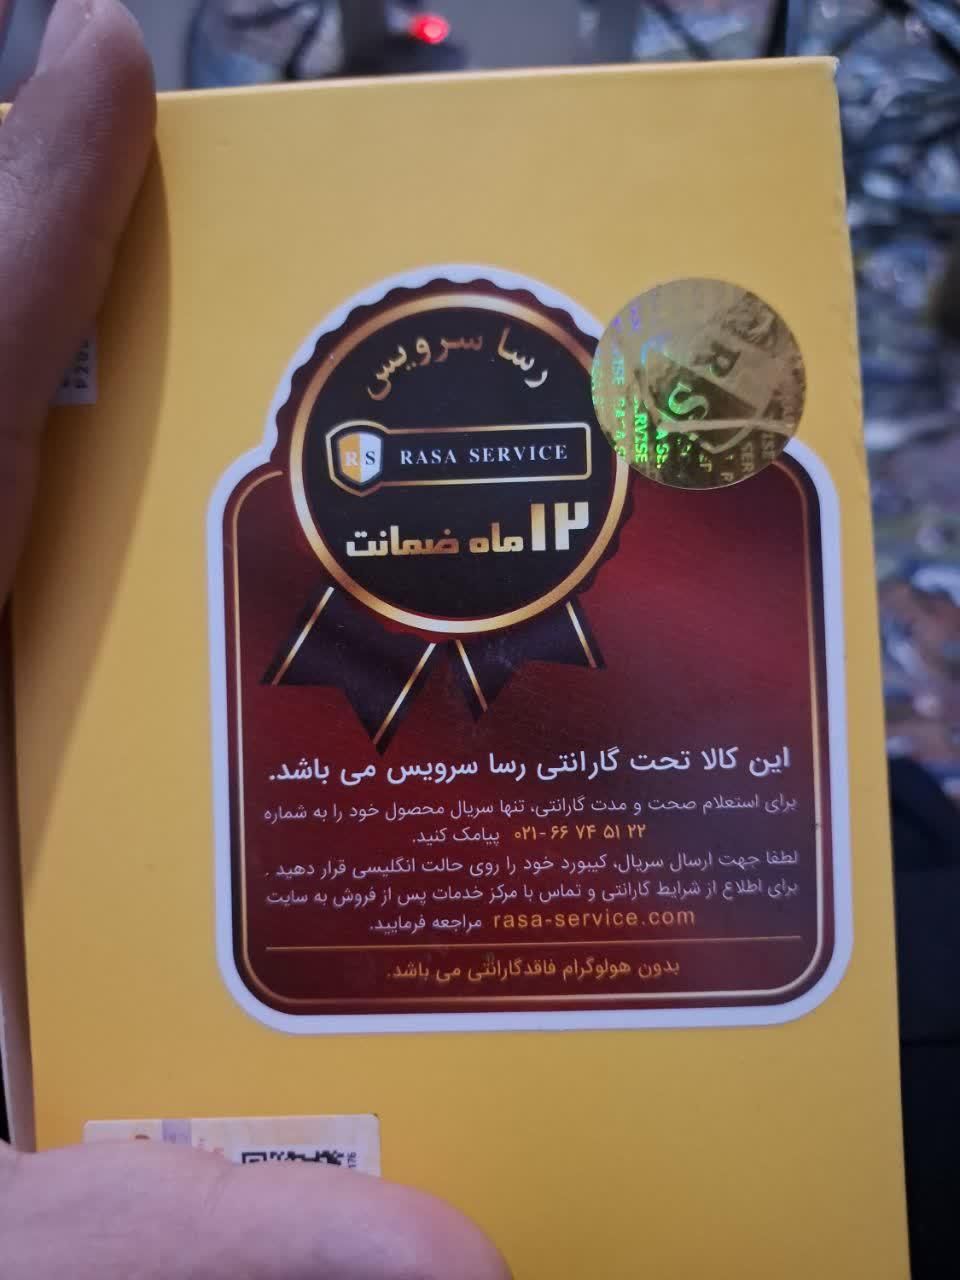 رسا سرویس
RS RASA SERVICE
۱۲ ماه ضمانت
RS
این کالا تحت گارانتی رسا سرویس می باشد.
برای استعلام صحت و مدت گارانتی، تنها سریال محصول خود را به شماره
۰۲۱-۶۶ ۷۴ ۵۱ ۲۲ پیامک کنید.
لطفا جهت ارسال سریال، کیبورد خود را روی حالت انگلیسی قرار دهید .
برای اطلاع از شرایط گارانتی و تماس با مرکز خدمات پس از فروش به سایت
rasa-service.com مراجعه فرمایید.
بدون هولوگرام فاقدگارانتی می باشد.